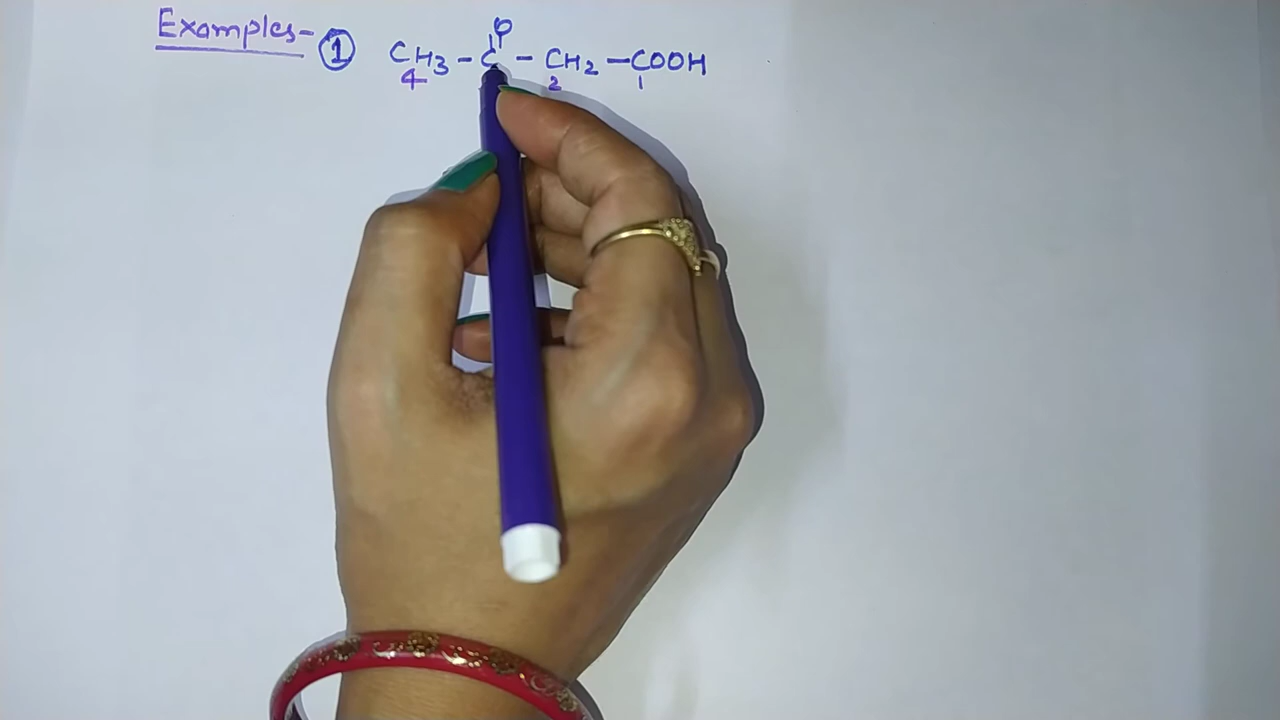 Examples- ① CH3 - C - CH2 - COOH
O
4 2 1